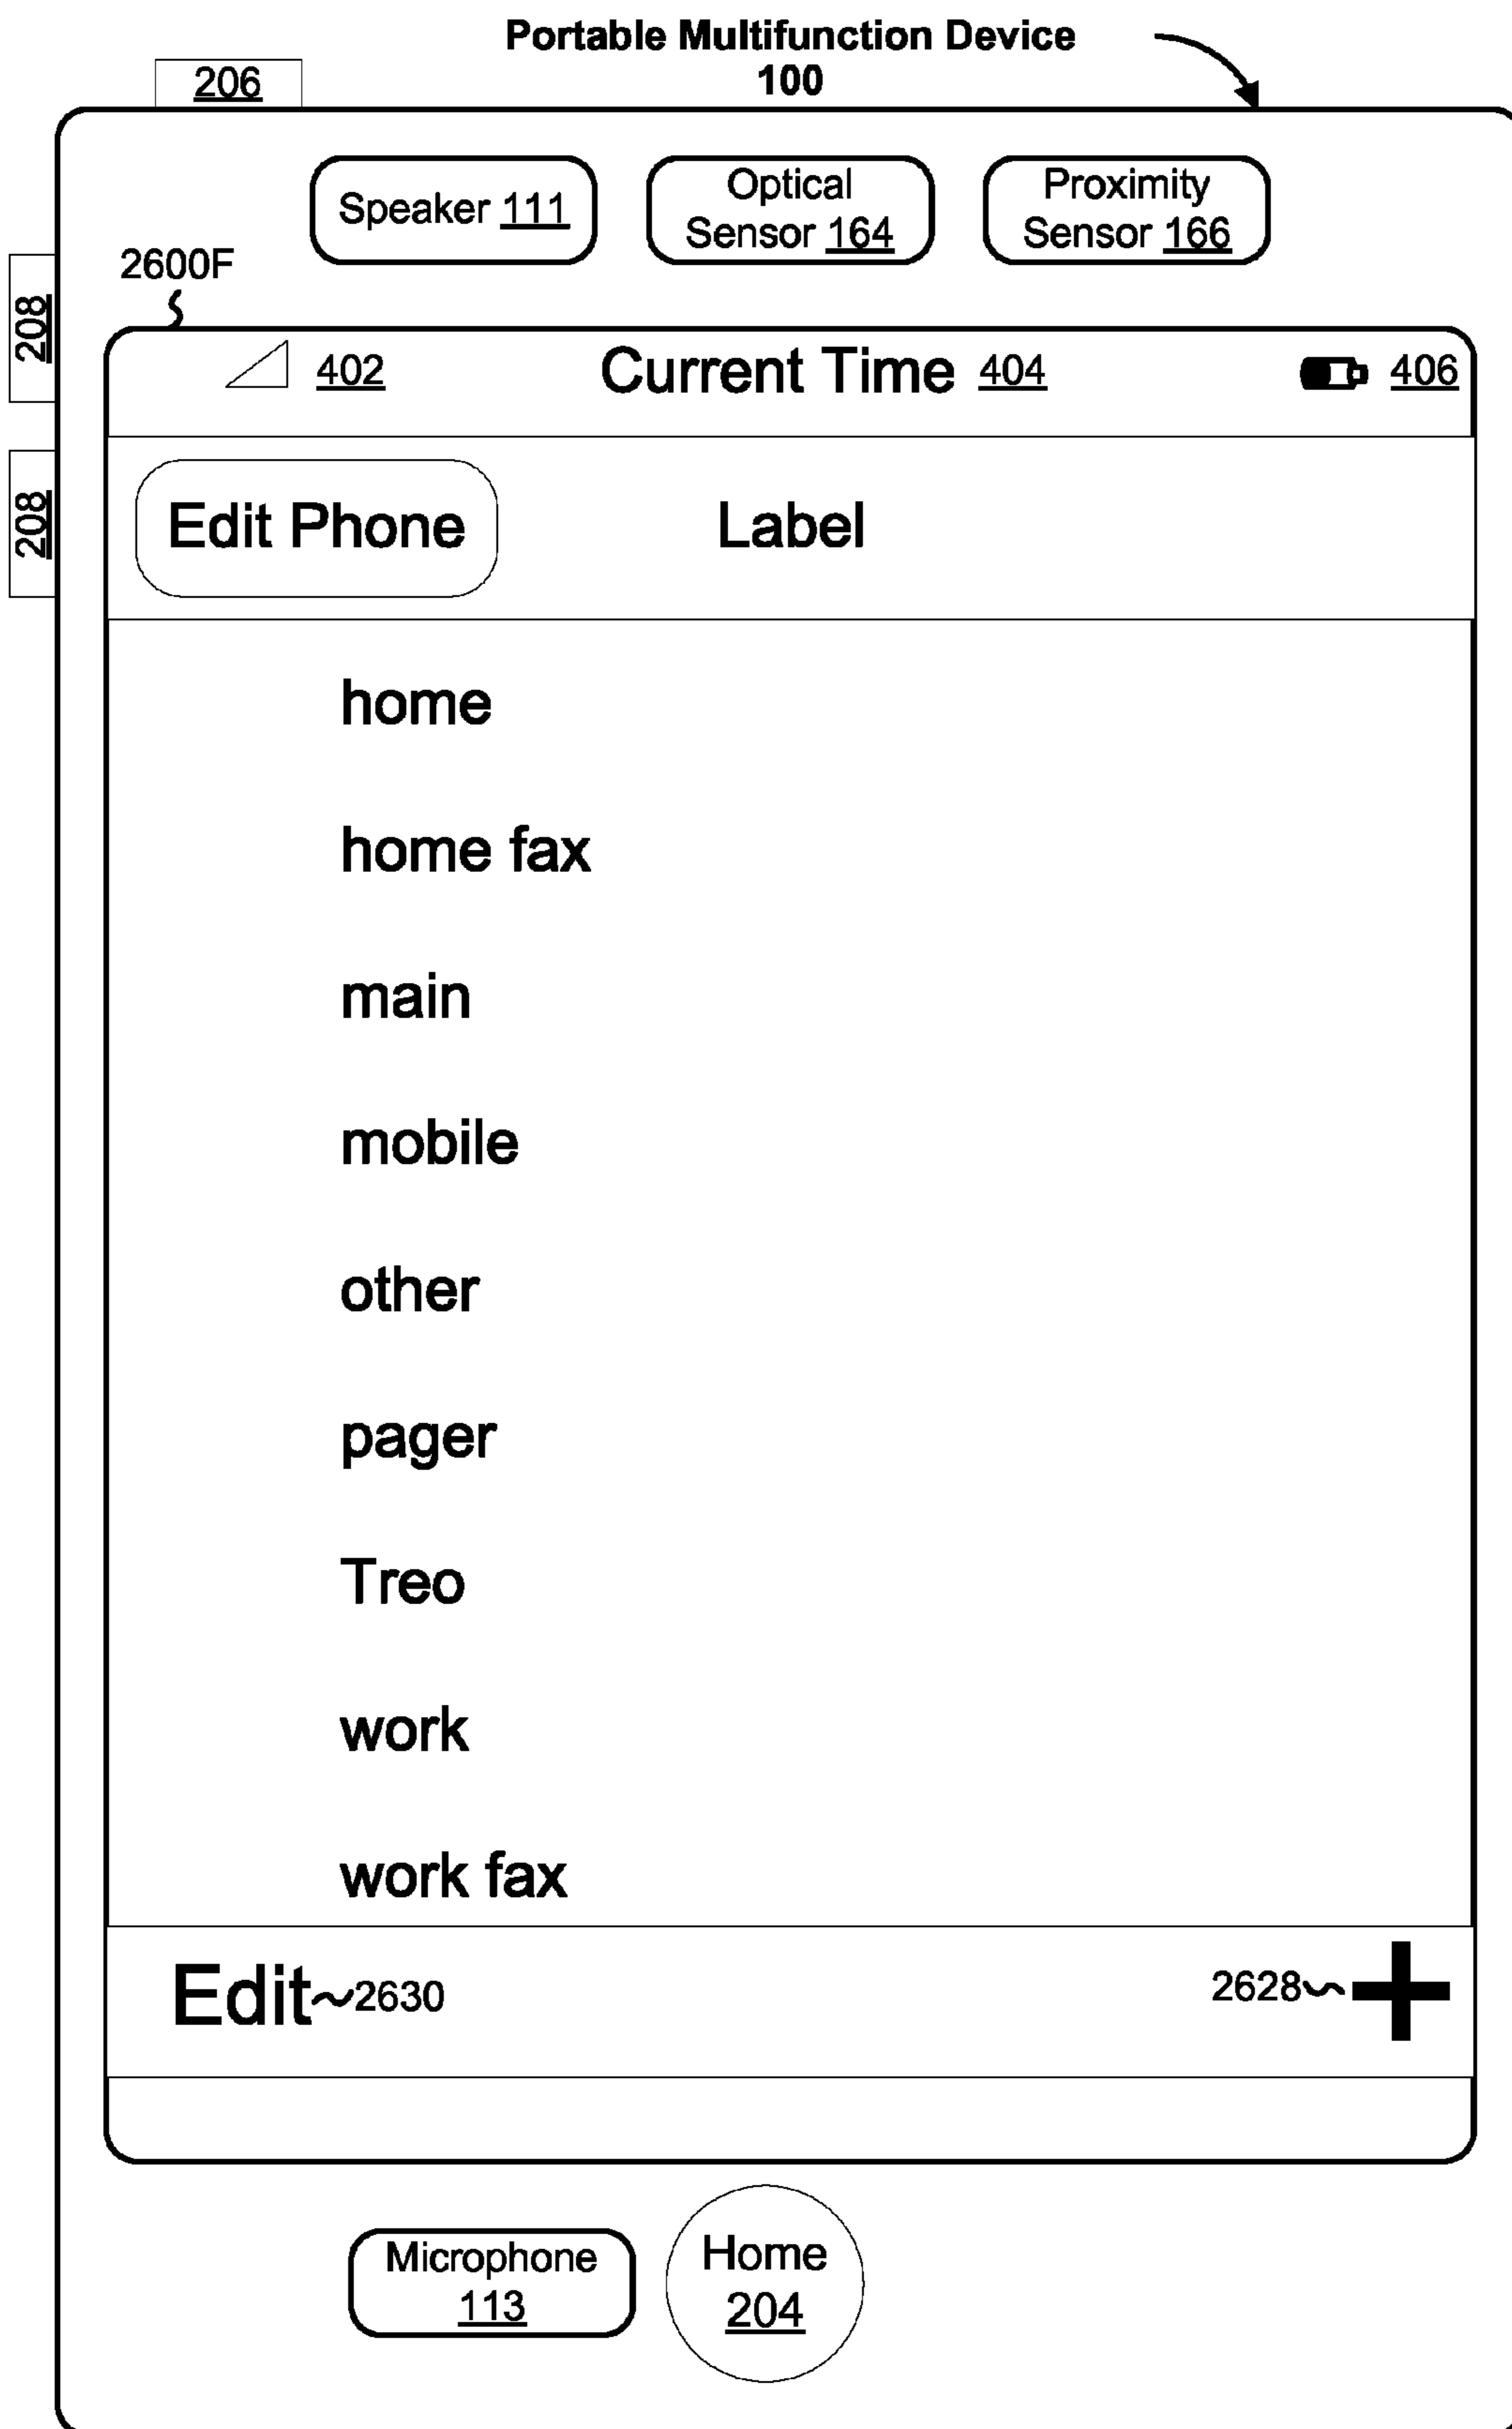 Portable Multifunction Device
100
206
Speaker 111
Optical
Sensor 164
Proximity
Sensor 166
2600F
208
402
Current Time 404
406
208
Edit Phone
Label
home
home fax
main
mobile
other
pager
Treo
work
work fax
Edit
2630
2628
Microphone
113
Home
204